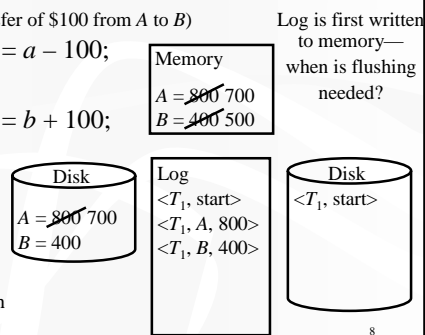 fer of $100 from A to B)
= a – 100;
= b + 100;
Log is first written
to memory—
when is flushing
needed?
Memory
A = 800 700
B = 400 500
Disk
A = 800 700
B = 400
Log
<T1, start>
<T1, A, 800>
<T1, B, 400>
Disk
<T1, start>
8